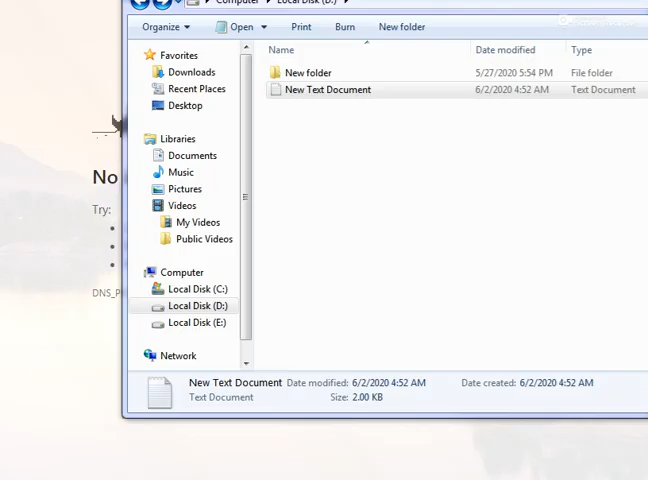 Computer Local Disk (D:)
Organize Open Print Burn New folder
Name Date modified Type
Favorites
Downloads
Recent Places
Desktop
Libraries
Documents
Music
Pictures
Videos
My Videos
Public Videos
Computer
Local Disk (C:)
Local Disk (D:)
Local Disk (E:)
Network
New folder 5/27/2020 5:54 PM File folder
New Text Document 6/2/2020 4:52 AM Text Document
No
Try:
DNS_P
New Text Document Date modified: 6/2/2020 4:52 AM Date created: 6/2/2020 4:52 AM
Text Document Size: 2.00 KB